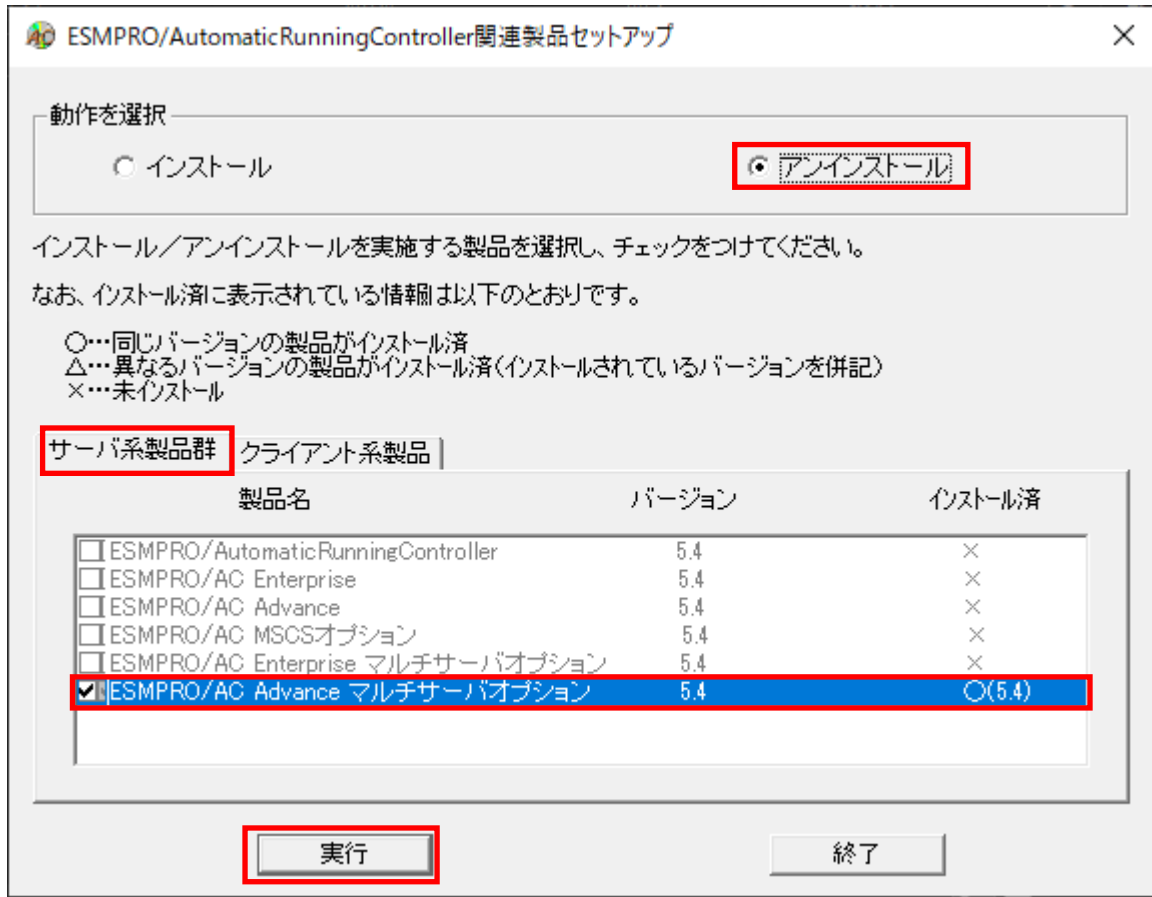 ESMPRO/AutomaticRunningController関連製品セットアップ
動作を選択
インストール
アンインストール
インストール／アンインストールを実施する製品を選択し、チェックをつけてください。
なお、インストール済に表示されている情報は以下のとおりです。
○…同じバージョンの製品がインストール済
△…異なるバージョンの製品がインストール済(インストールされているバージョンを併記)
×…未インストール
サーバ系製品群 クライアント系製品
製品名 バージョン インストール済
ESMPRO/AutomaticRunningController 5.4 ×
ESMPRO/AC Enterprise 5.4 ×
ESMPRO/AC Advance 5.4 ×
ESMPRO/AC MSCSオプション 5.4 ×
ESMPRO/AC Enterprise マルチサーバオプション 5.4 ×
ESMPRO/AC Advance マルチサーバオプション 5.4 ○(5.4)
実行 終了